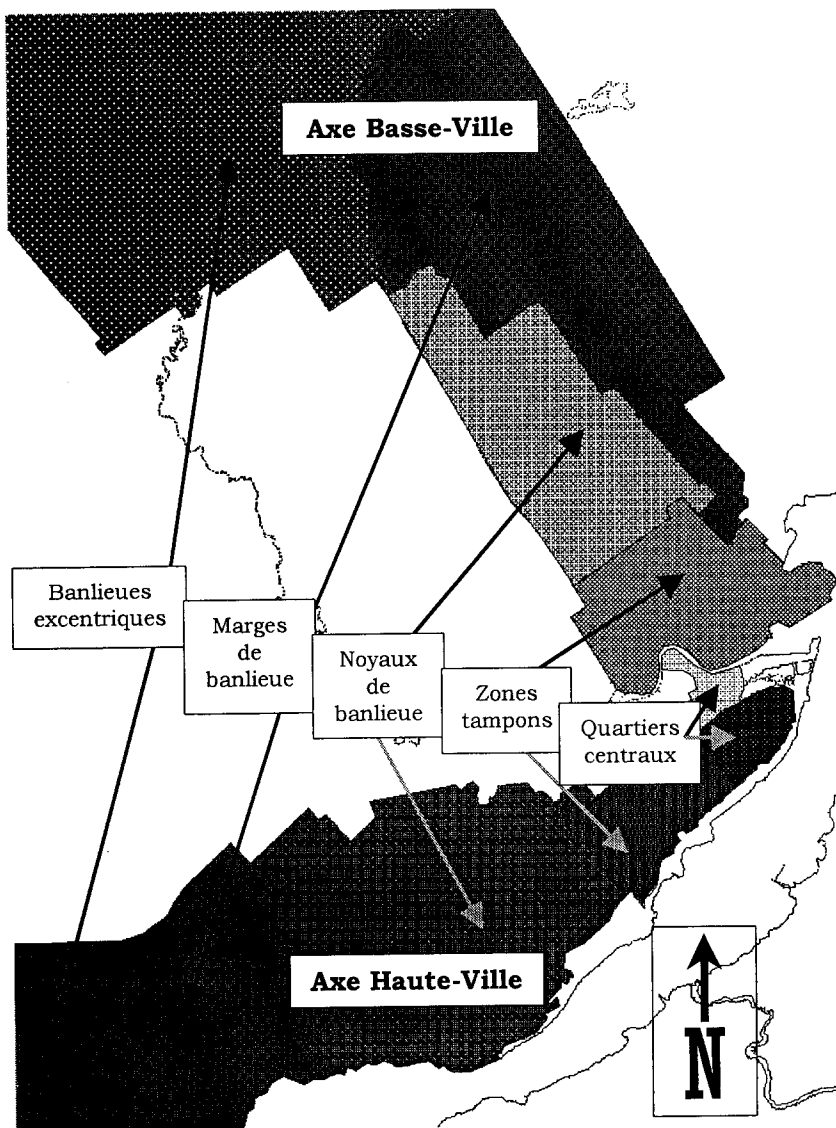 Axe Basse-Ville
Banlieues
excentriques
Marges
de
banlieue
Noyaux
de
banlieue
Zones
tampons
Quartiers
centraux
Axe Haute-Ville
N